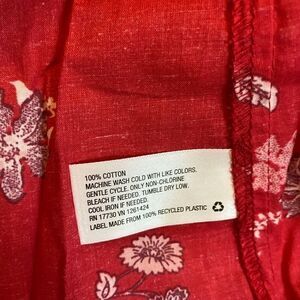 100% COTTON
MACHINE WASH COLD WITH LIKE COLORS.
GENTLE CYCLE. ONLY NON-CHLORINE
BLEACH IF NEEDED. TUMBLE DRY LOW.
COOL IRON IF NEEDED.
RN 17730 VN 1261424
LABEL MADE FROM 100% RECYCLED PLASTIC